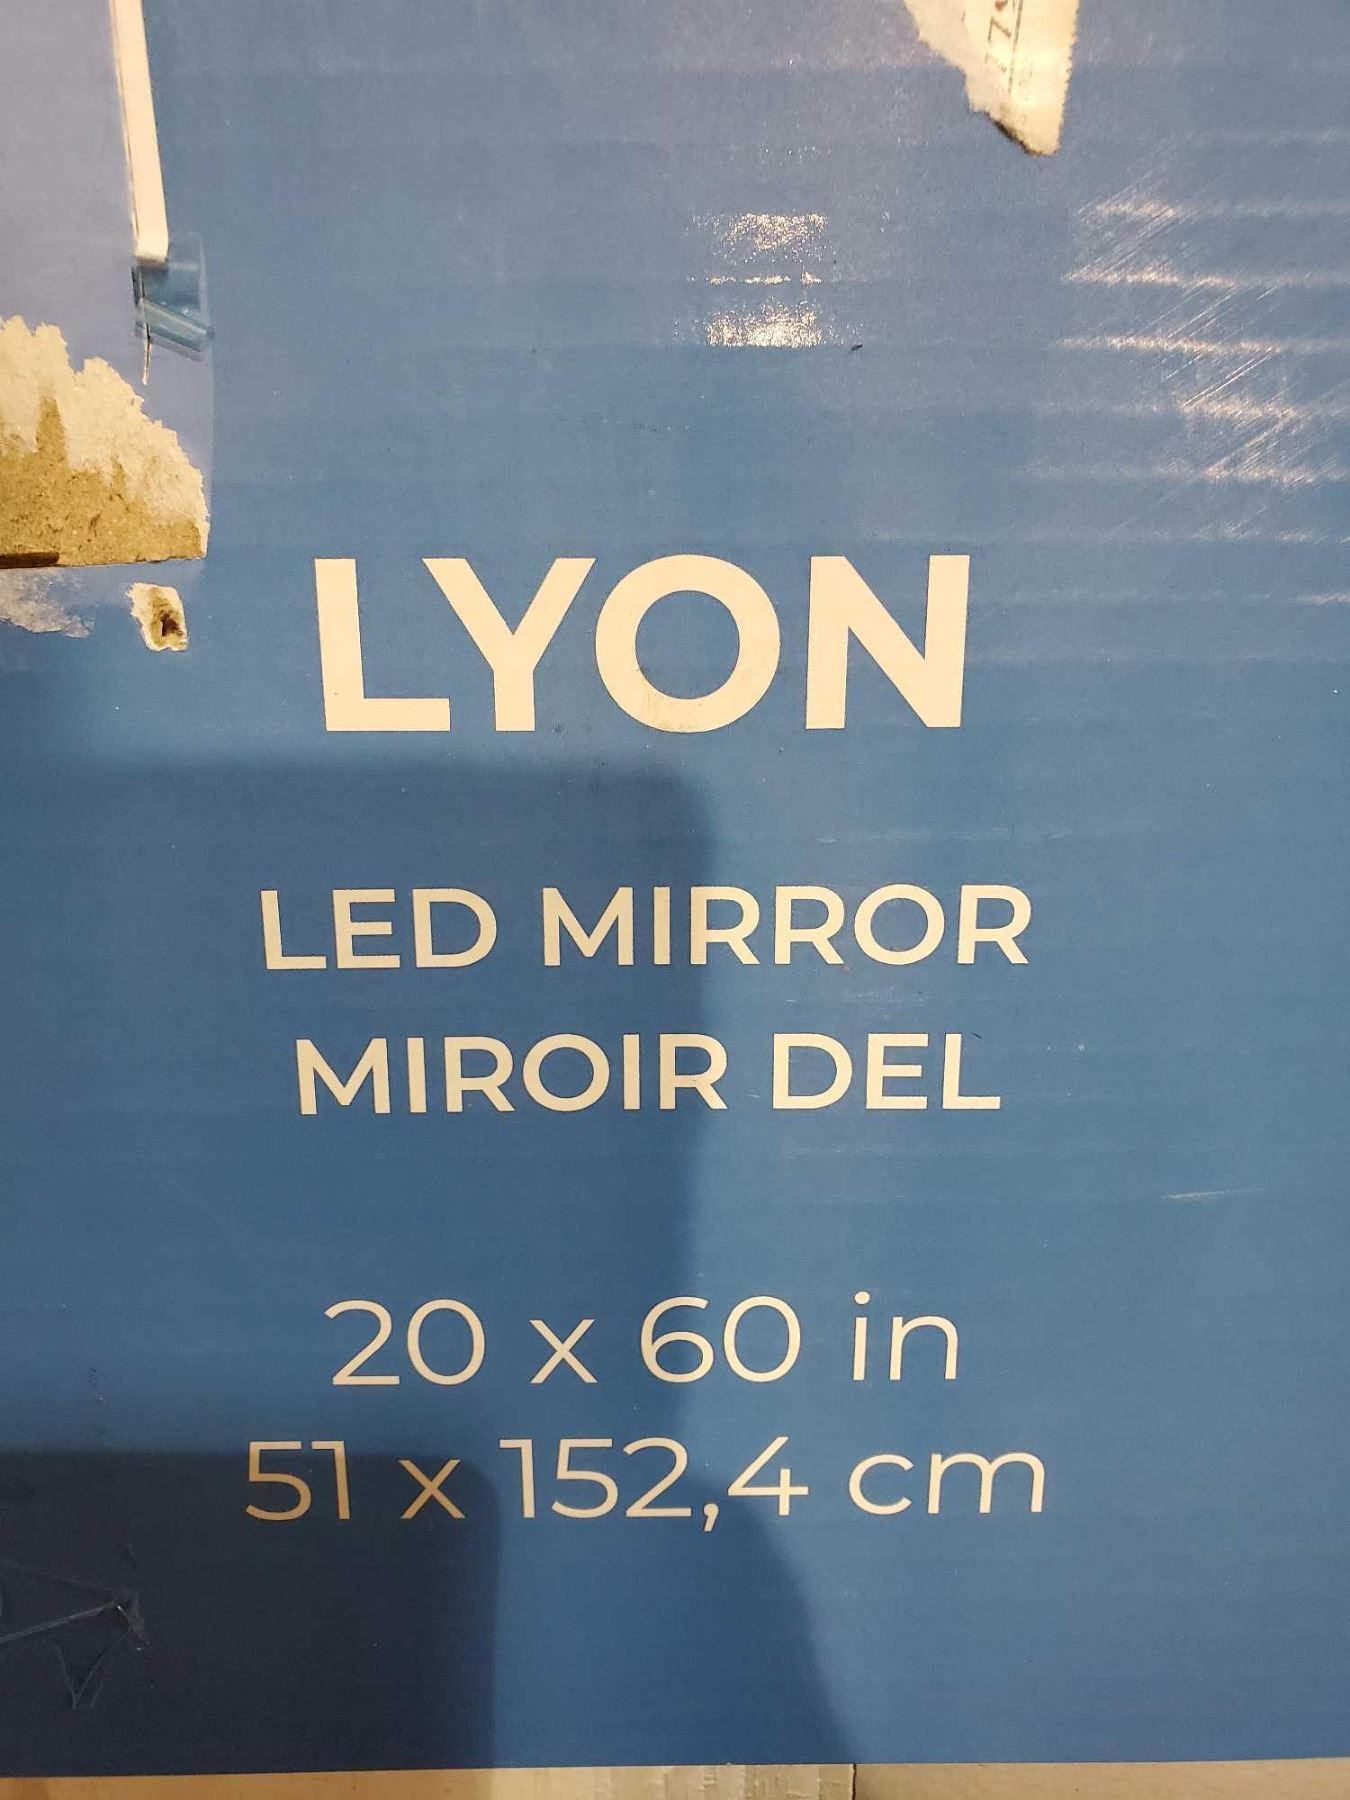 LYON
LED MIRROR
MIROIR DEL
20 x 60 in
51 x 152,4 cm